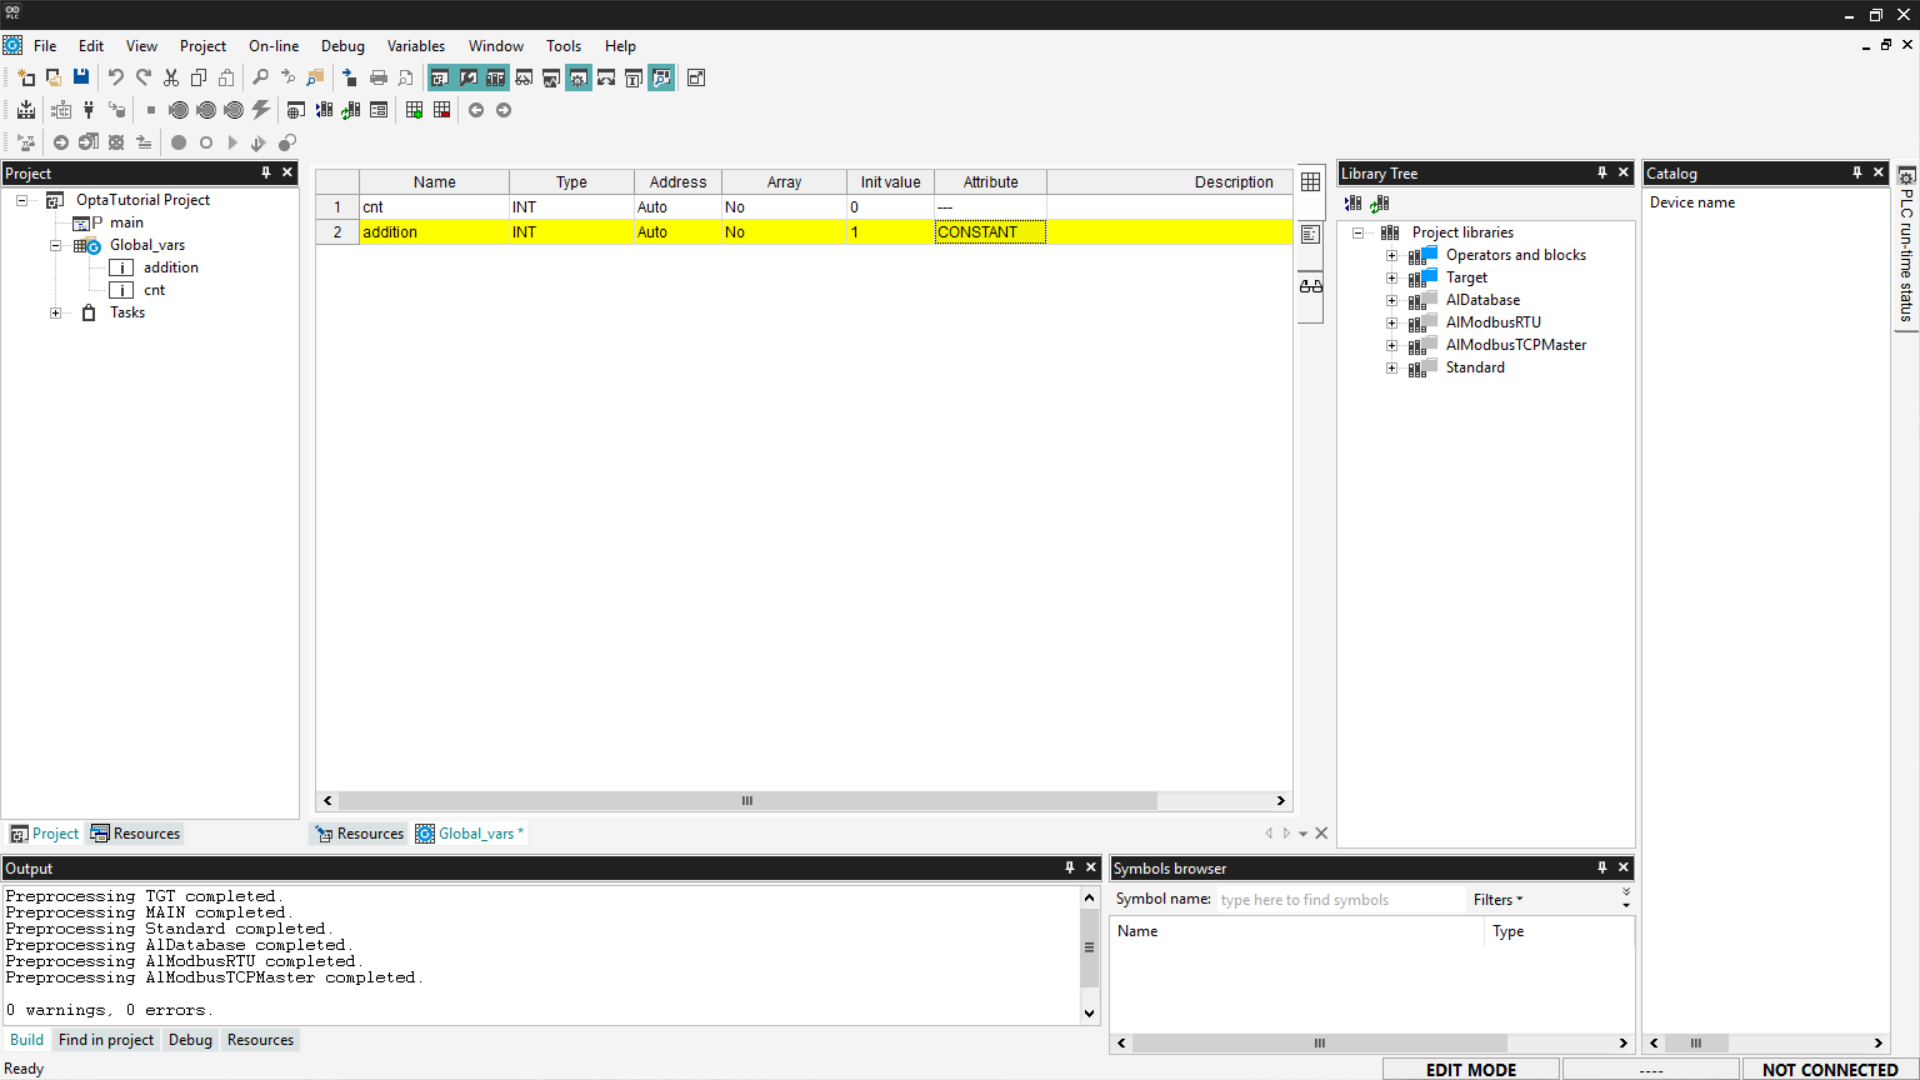 PLC
File Edit View Project On-line Debug Variables Window Tools Help
Project
OptaTutorial Project
P main
Global_vars
addition
cnt
Tasks
Project Resources
Name Type Address Array Init value Attribute Description
1 cnt INT Auto No 0 ---
2 addition INT Auto No 1 CONSTANT
Resources Global_vars *
Library Tree
Project libraries
Operators and blocks
Target
AlDatabase
AlModbusRTU
AlModbusTCPMaster
Standard
Catalog
Device name
PLC run-time status
Output
Preprocessing TGT completed.
Preprocessing MAIN completed.
Preprocessing Standard completed.
Preprocessing AlDatabase completed.
Preprocessing AlModbusRTU completed.
Preprocessing AlModbusTCPMaster completed.
0 warnings, 0 errors.
Build Find in project Debug Resources
Symbols browser
Symbol name: type here to find symbols Filters
Name Type
Ready
EDIT MODE ---- NOT CONNECTED